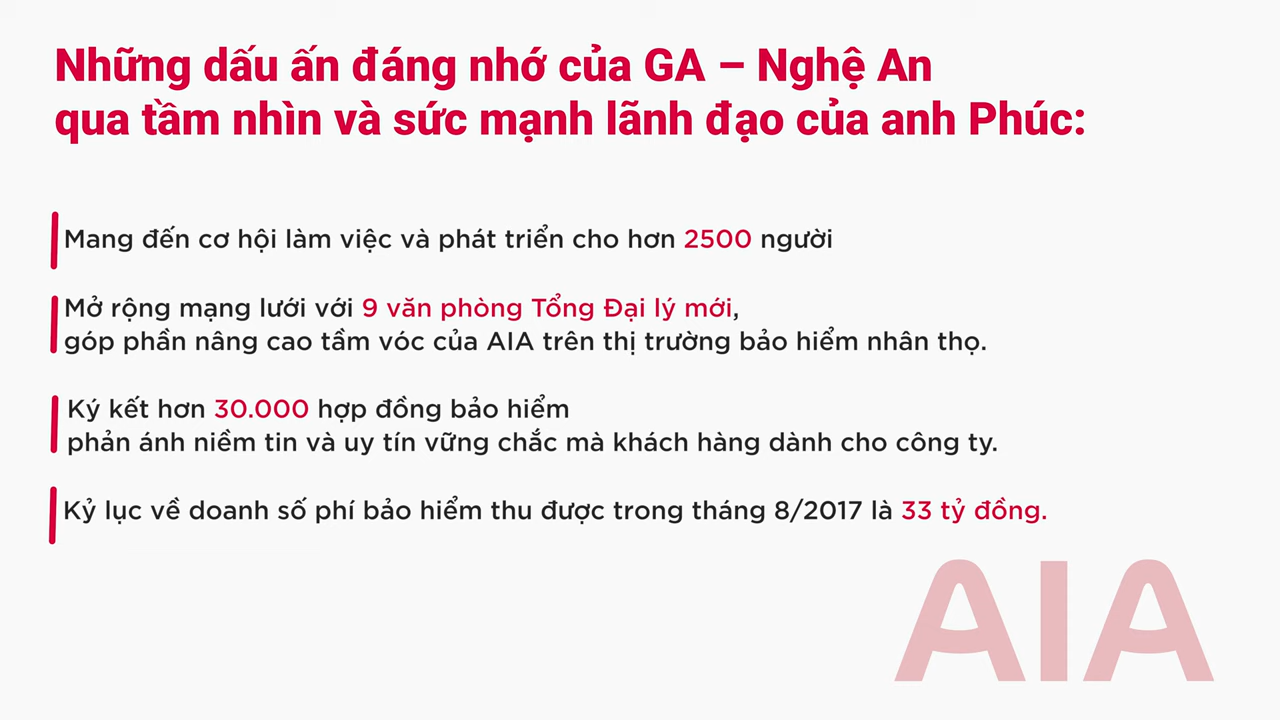 Những dấu ấn đáng nhớ của GA – Nghệ An
qua tầm nhìn và sức mạnh lãnh đạo của anh Phúc:
Mang đến cơ hội làm việc và phát triển cho hơn 2500 người
Mở rộng mạng lưới với 9 văn phòng Tổng Đại lý mới,
góp phần nâng cao tầm vóc của AIA trên thị trường bảo hiểm nhân thọ.
Ký kết hơn 30.000 hợp đồng bảo hiểm
phản ánh niềm tin và uy tín vững chắc mà khách hàng dành cho công ty.
Kỷ lục về doanh số phí bảo hiểm thu được trong tháng 8/2017 là 33 tỷ đồng.
AIA